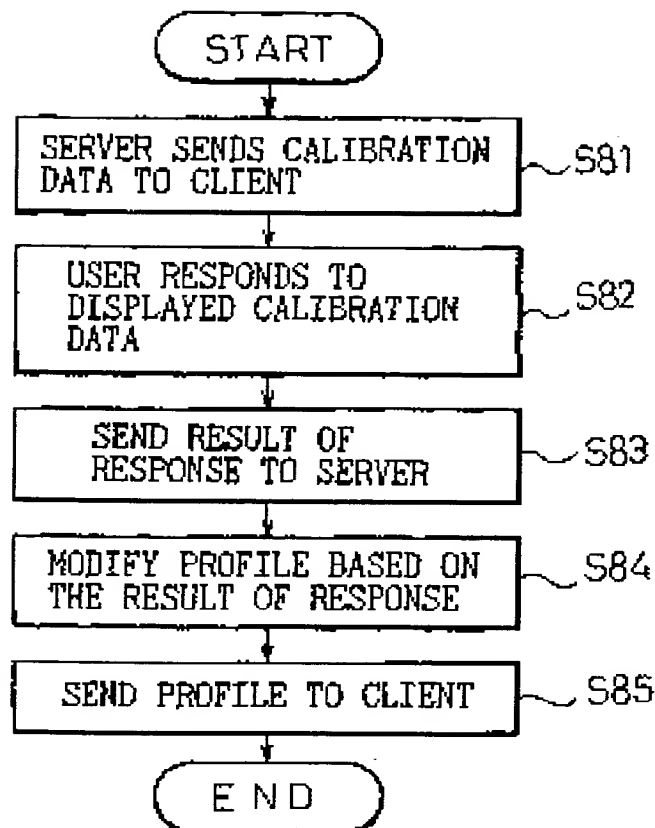 START
SERVER SENDS CALIBRATION
DATA TO CLIENT
S81
USER RESPONDS TO
DISPLAYED CALIBRATION
DATA
S82
SEND RESULT OF
RESPONSE TO SERVER
S83
MODIFY PROFILE BASED ON
THE RESULT OF RESPONSE
S84
SEND PROFILE TO CLIENT
S85
END